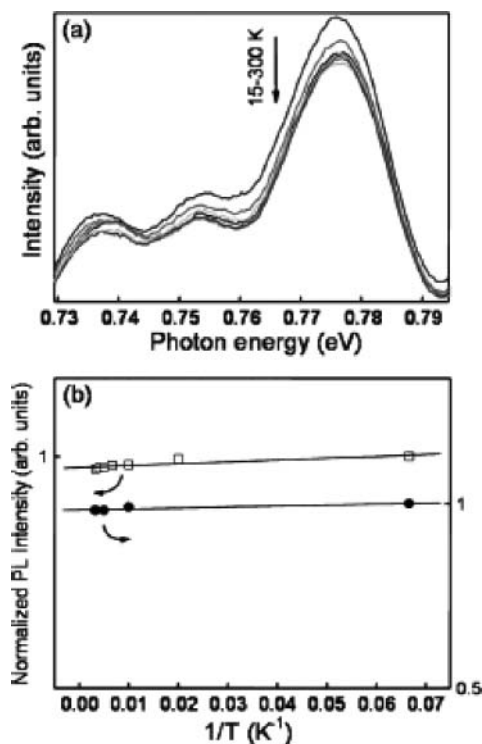 (a)
15-300 K
Intensity (arb. units)
0.73 0.74 0.75 0.76 0.77 0.78 0.79
Photon energy (eV)
(b)
Normalized PL Intensity (arb. units)
1
1
0.5
0.00 0.01 0.02 0.03 0.04 0.05 0.06 0.07
1/T (K⁻¹)